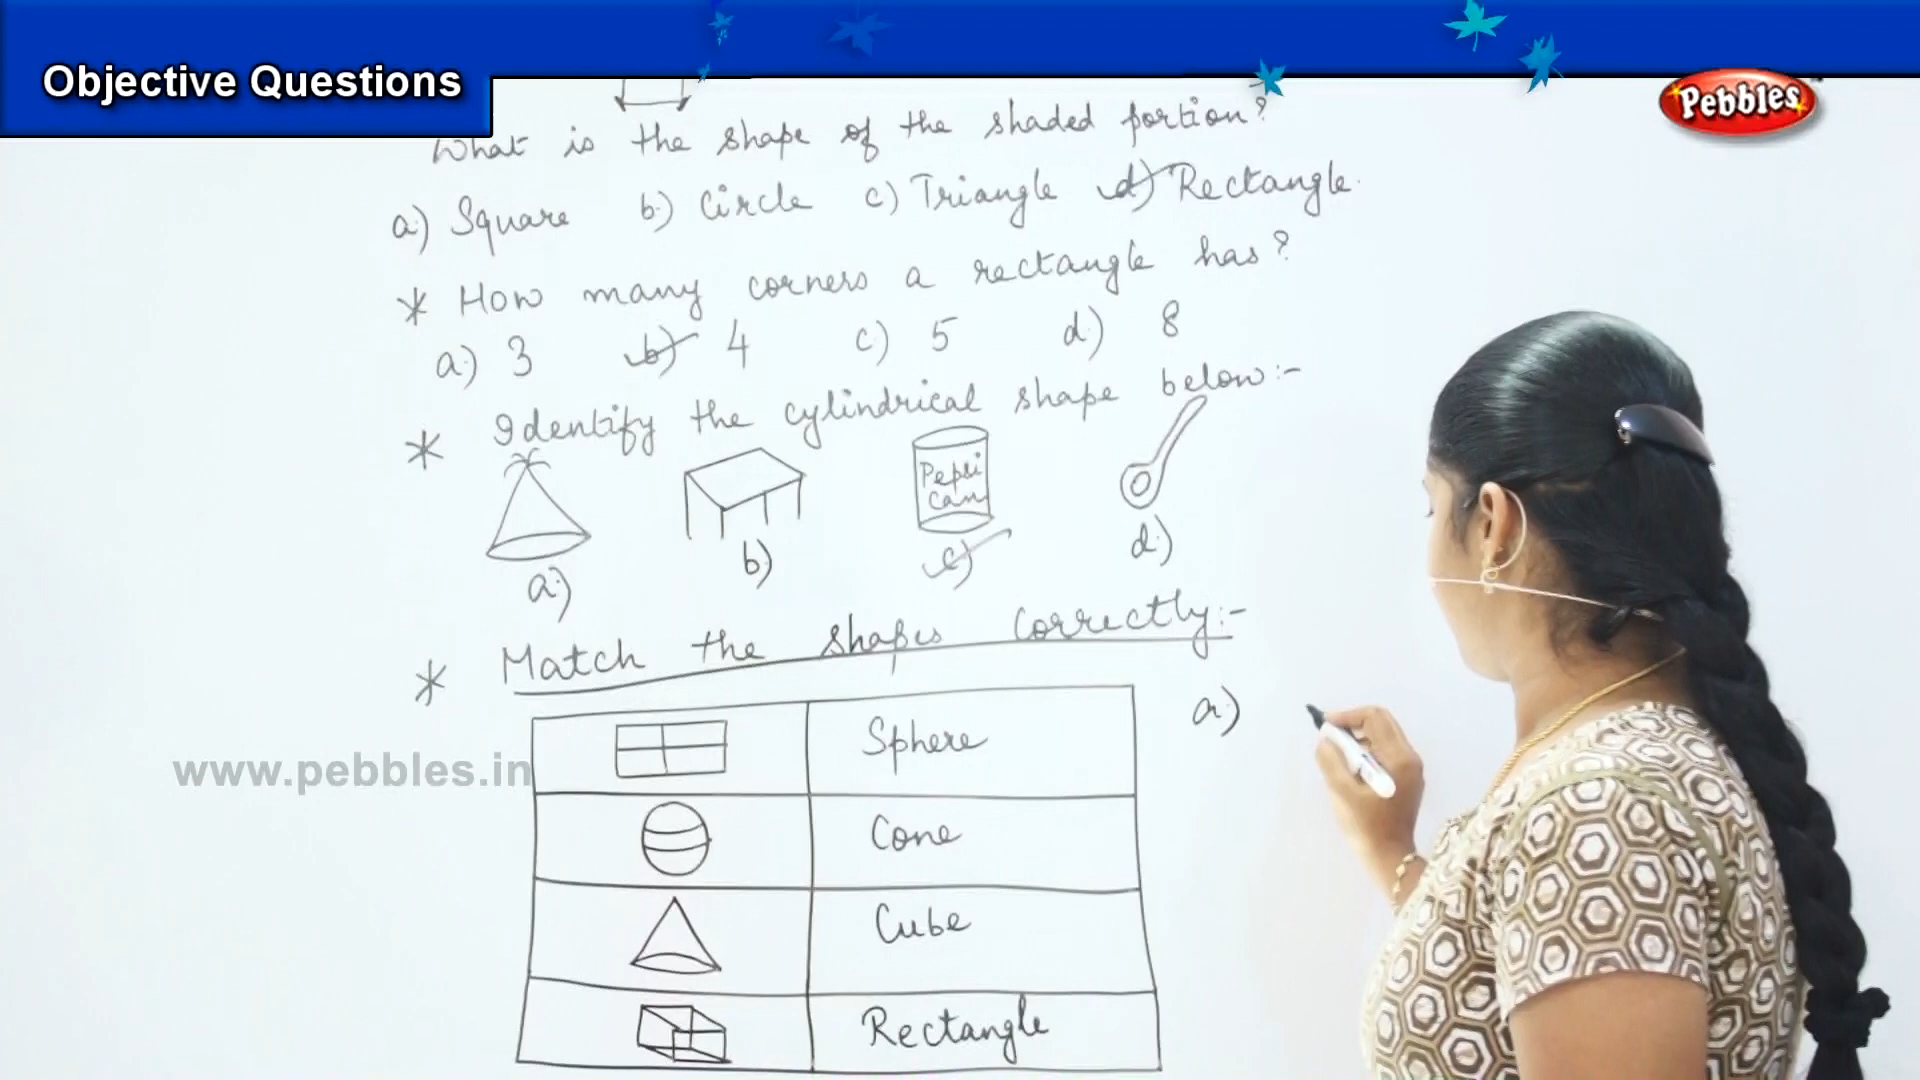 Objective Questions
Pebbles
What is the shape of the shaded portion?
a) Square b) Circle c) Triangle d) Rectangle.
* How many corners a rectangle has?
a) 3 b) 4 c) 5 d) 8
* Identify the cylindrical shape below:-
Pepsi
Can
a) b) c) d)
* Match the shapes correctly:-
a)
Sphere
www.pebbles.in
Cone
Cube
Rectangle